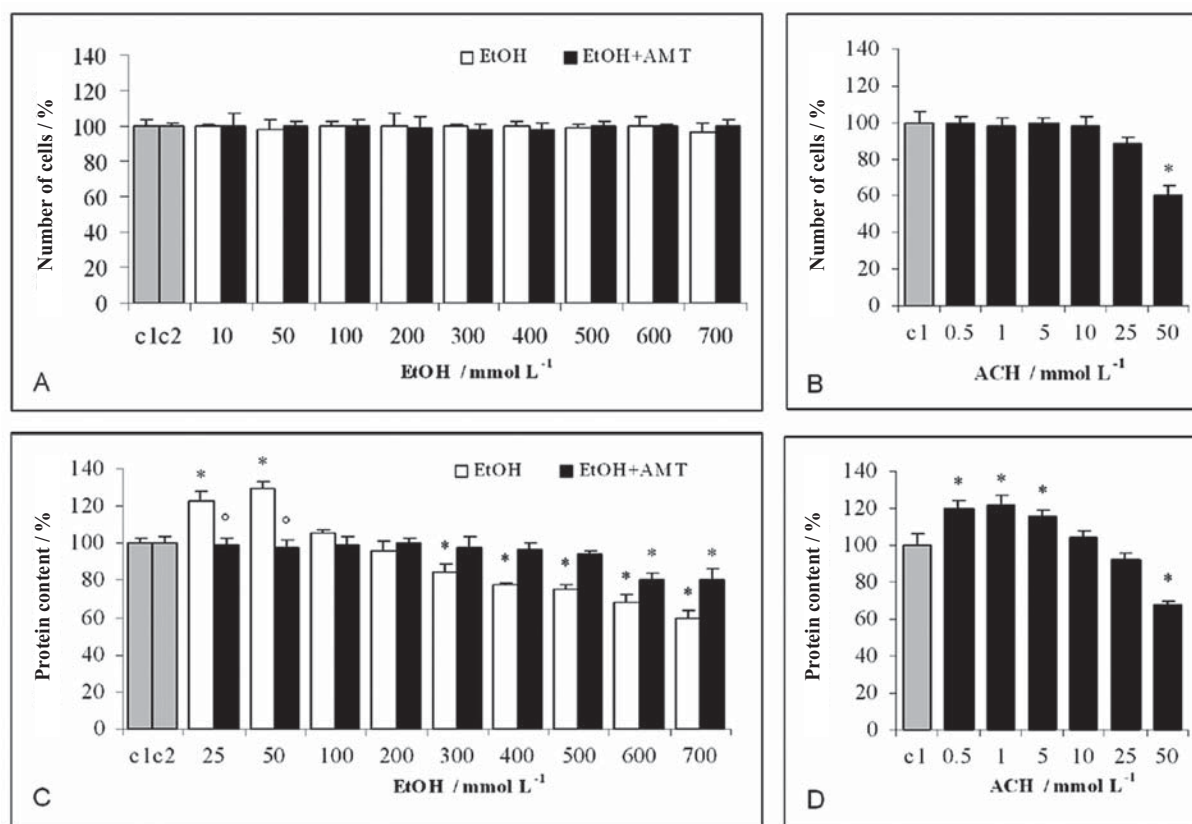 140
120
100
80
60
40
20
0
Number of cells / %
EtOH EtOH+AMT
c1c2 10 50 100 200 300 400 500 600 700
EtOH / mmol L⁻¹
A
140
120
100
80
60
40
20
0
Number of cells / %
*
c1 0.5 1 5 10 25 50
ACH / mmol L⁻¹
B
140
120
100
80
60
40
20
0
Protein content / %
EtOH EtOH+AMT
* ° * ° * * * * * * *
c1c2 25 50 100 200 300 400 500 600 700
EtOH / mmol L⁻¹
C
140
120
100
80
60
40
20
0
Protein content / %
* * * *
c1 0.5 1 5 10 25 50
ACH / mmol L⁻¹
D